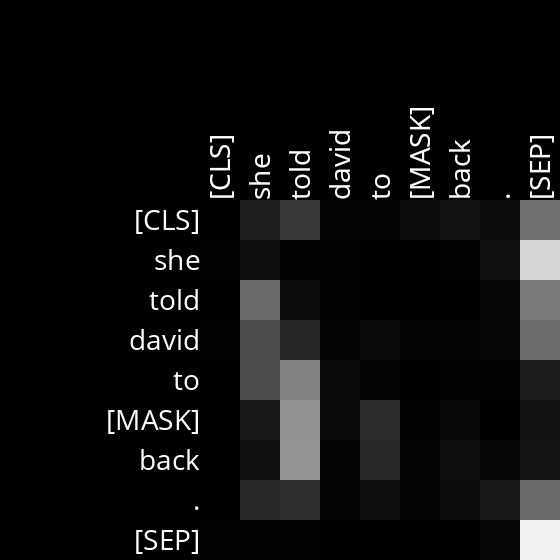 [CLS] she told david to [MASK] back . [SEP]
[CLS]
she
told
david
to
[MASK]
back
.
[SEP]